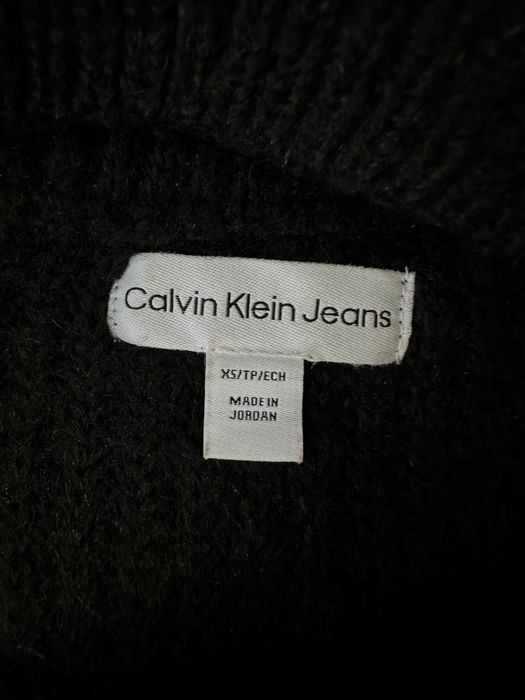 Calvin Klein Jeans
XS/TP/ECH
MADE IN
JORDAN